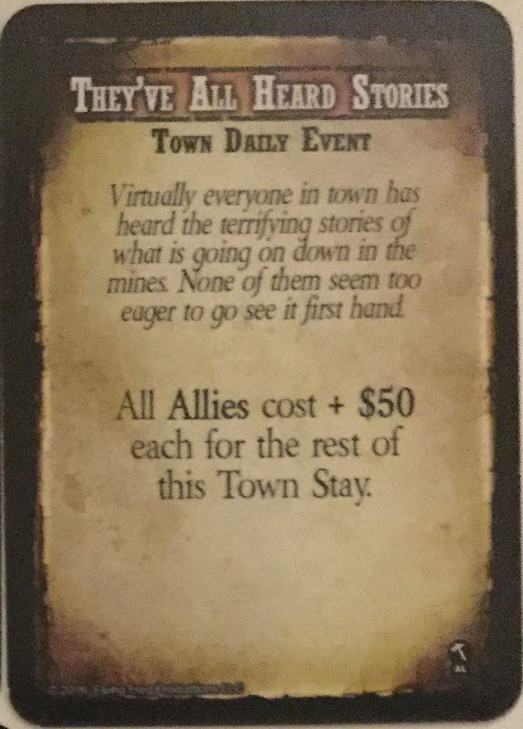 They've All Heard Stories
Town Daily Event
Virtually everyone in town has
heard the terrifying stories of
what is going on down in the
mines. None of them seem too
eager to go see it first hand.
All Allies cost + $50
each for the rest of
this Town Stay.
Productions LLC